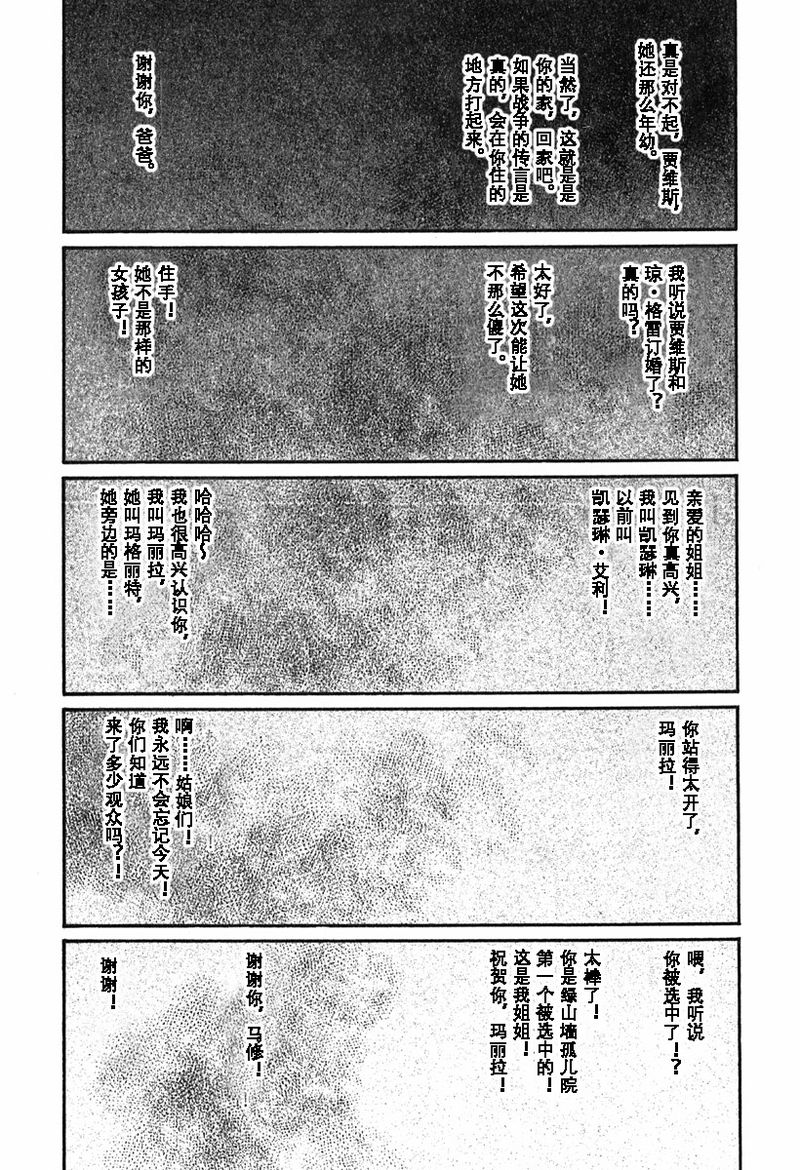 真是对不起，贾维斯，
她还那么年幼。
当然了，这就是是
你的家，回家吧。
如果战争的传言是
真的，会在你住的
地方打起来。
谢谢你，爸爸。
我听说贾维斯和
琼·格雷订婚了？
真的吗？
太好了，
希望这次能让她
不那么傻了。
住手！
她不是那样的
女孩子！
亲爱的姐姐……
见到你真高兴，
我叫凯瑟琳……
以前叫
凯瑟琳·艾利！
哈哈哈～
我也很高兴认识你，
我叫玛丽拉，
她叫玛格丽特，
她旁边的是……
你站得太开了，
玛丽拉！
啊……姑娘们！
我永远不会忘记今天！
你们知道
来了多少观众吗？！
喂，我听说
你被选中了！？
太棒了！
你是绿山墙孤儿院
第一个被选中的！
这是我姐姐！
祝贺你，玛丽拉！
谢谢你，马修！
谢谢！